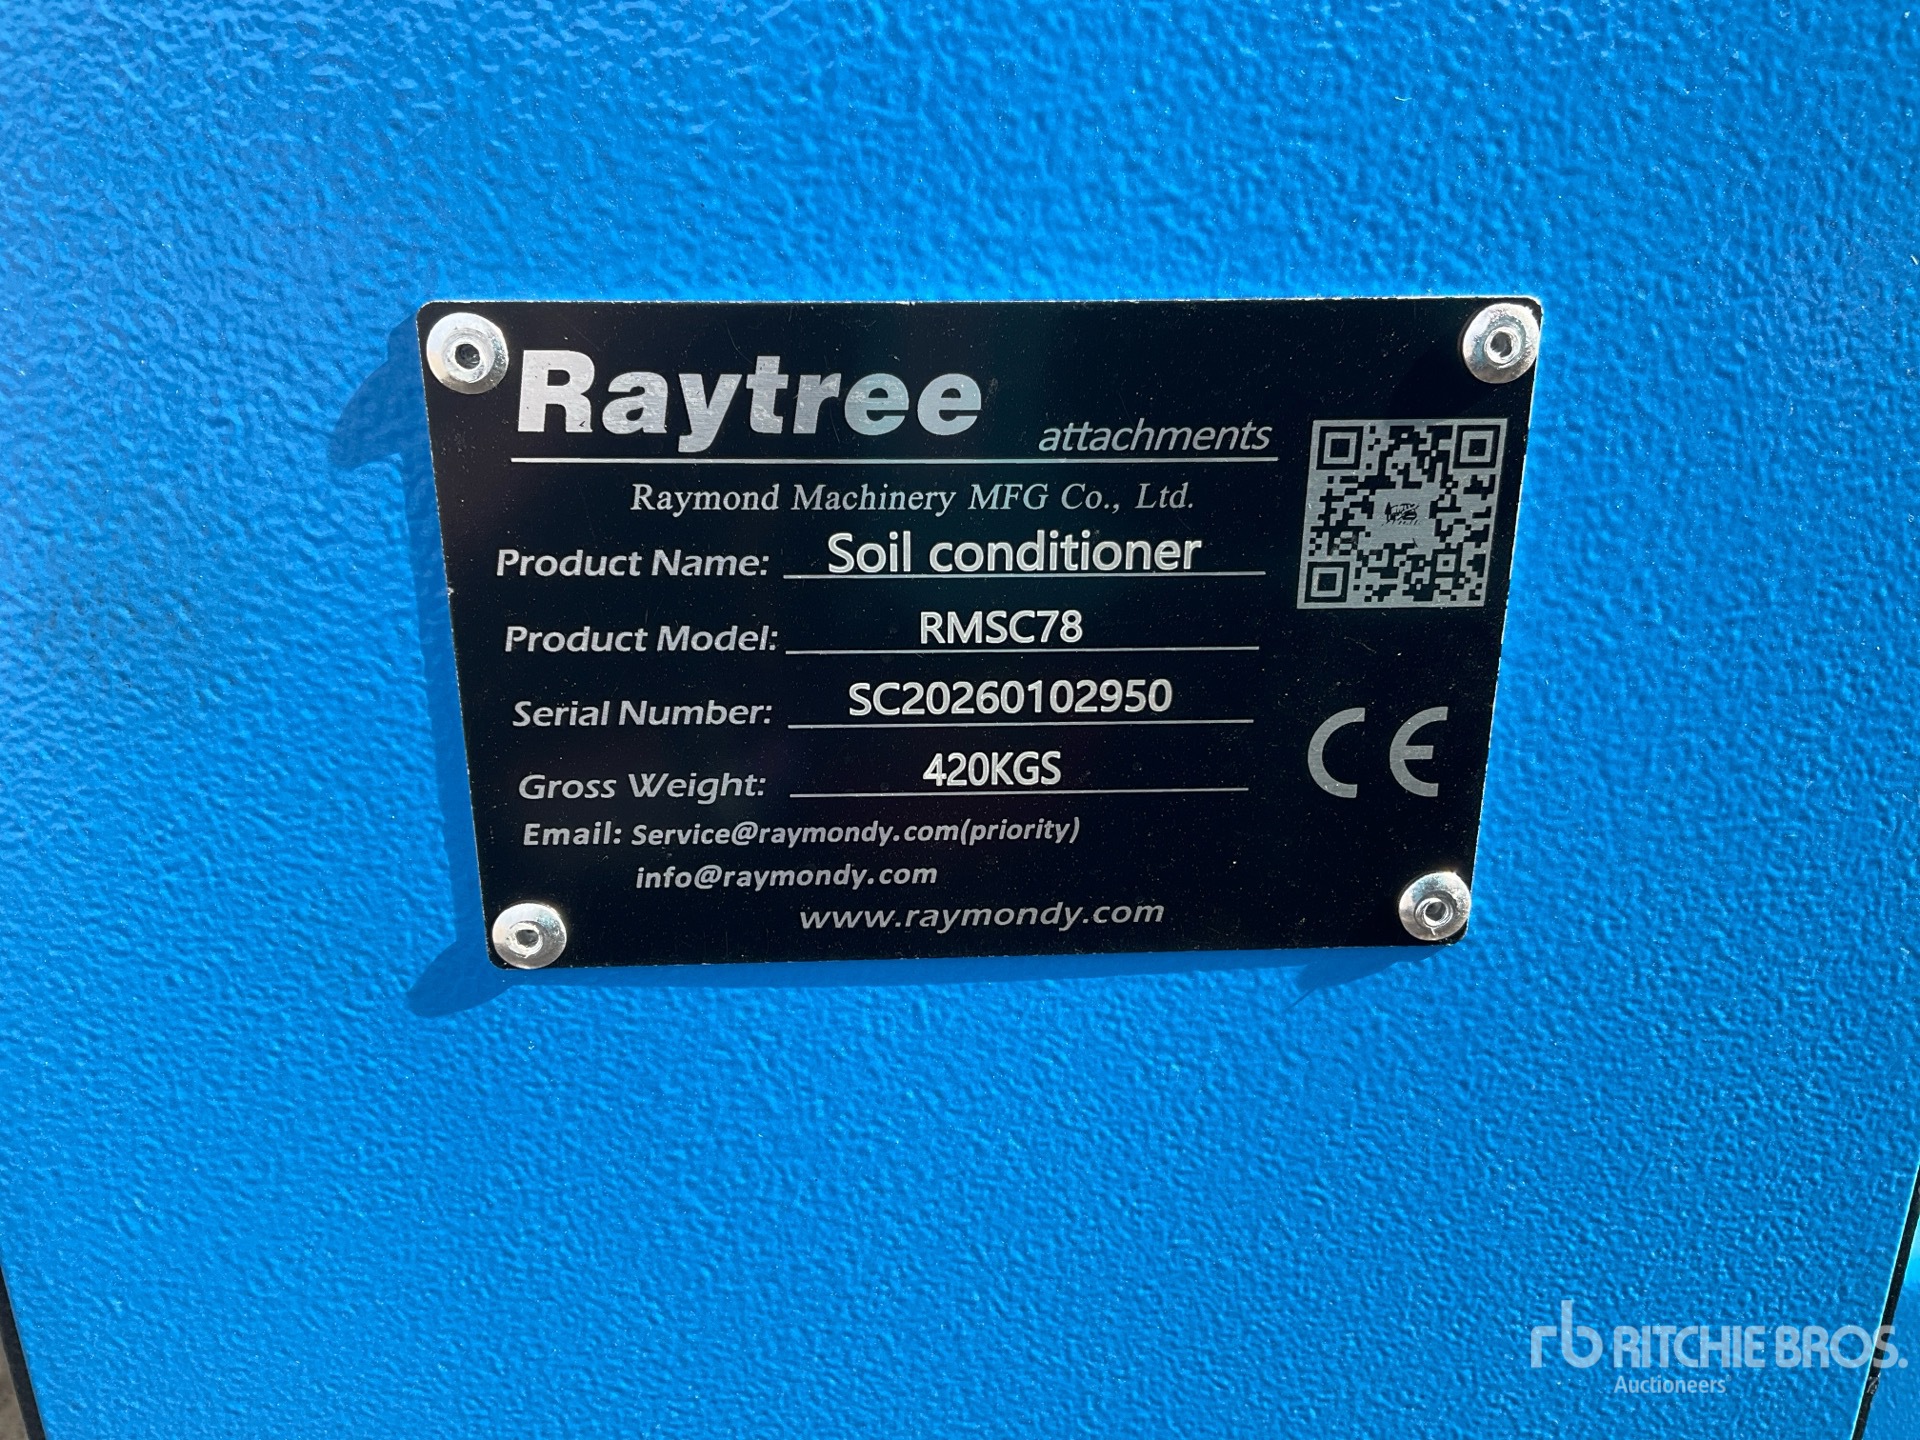 Raytree attachments
Raymond Machinery MFG Co., Ltd.
Product Name: Soil conditioner
Product Model: RMSC78
Serial Number: SC20260102950
Gross Weight: 420KGS
CE
Email: Service@raymondy.com(priority)
info@raymondy.com
www.raymondy.com
rb RITCHIE BROS.
Auctioneers